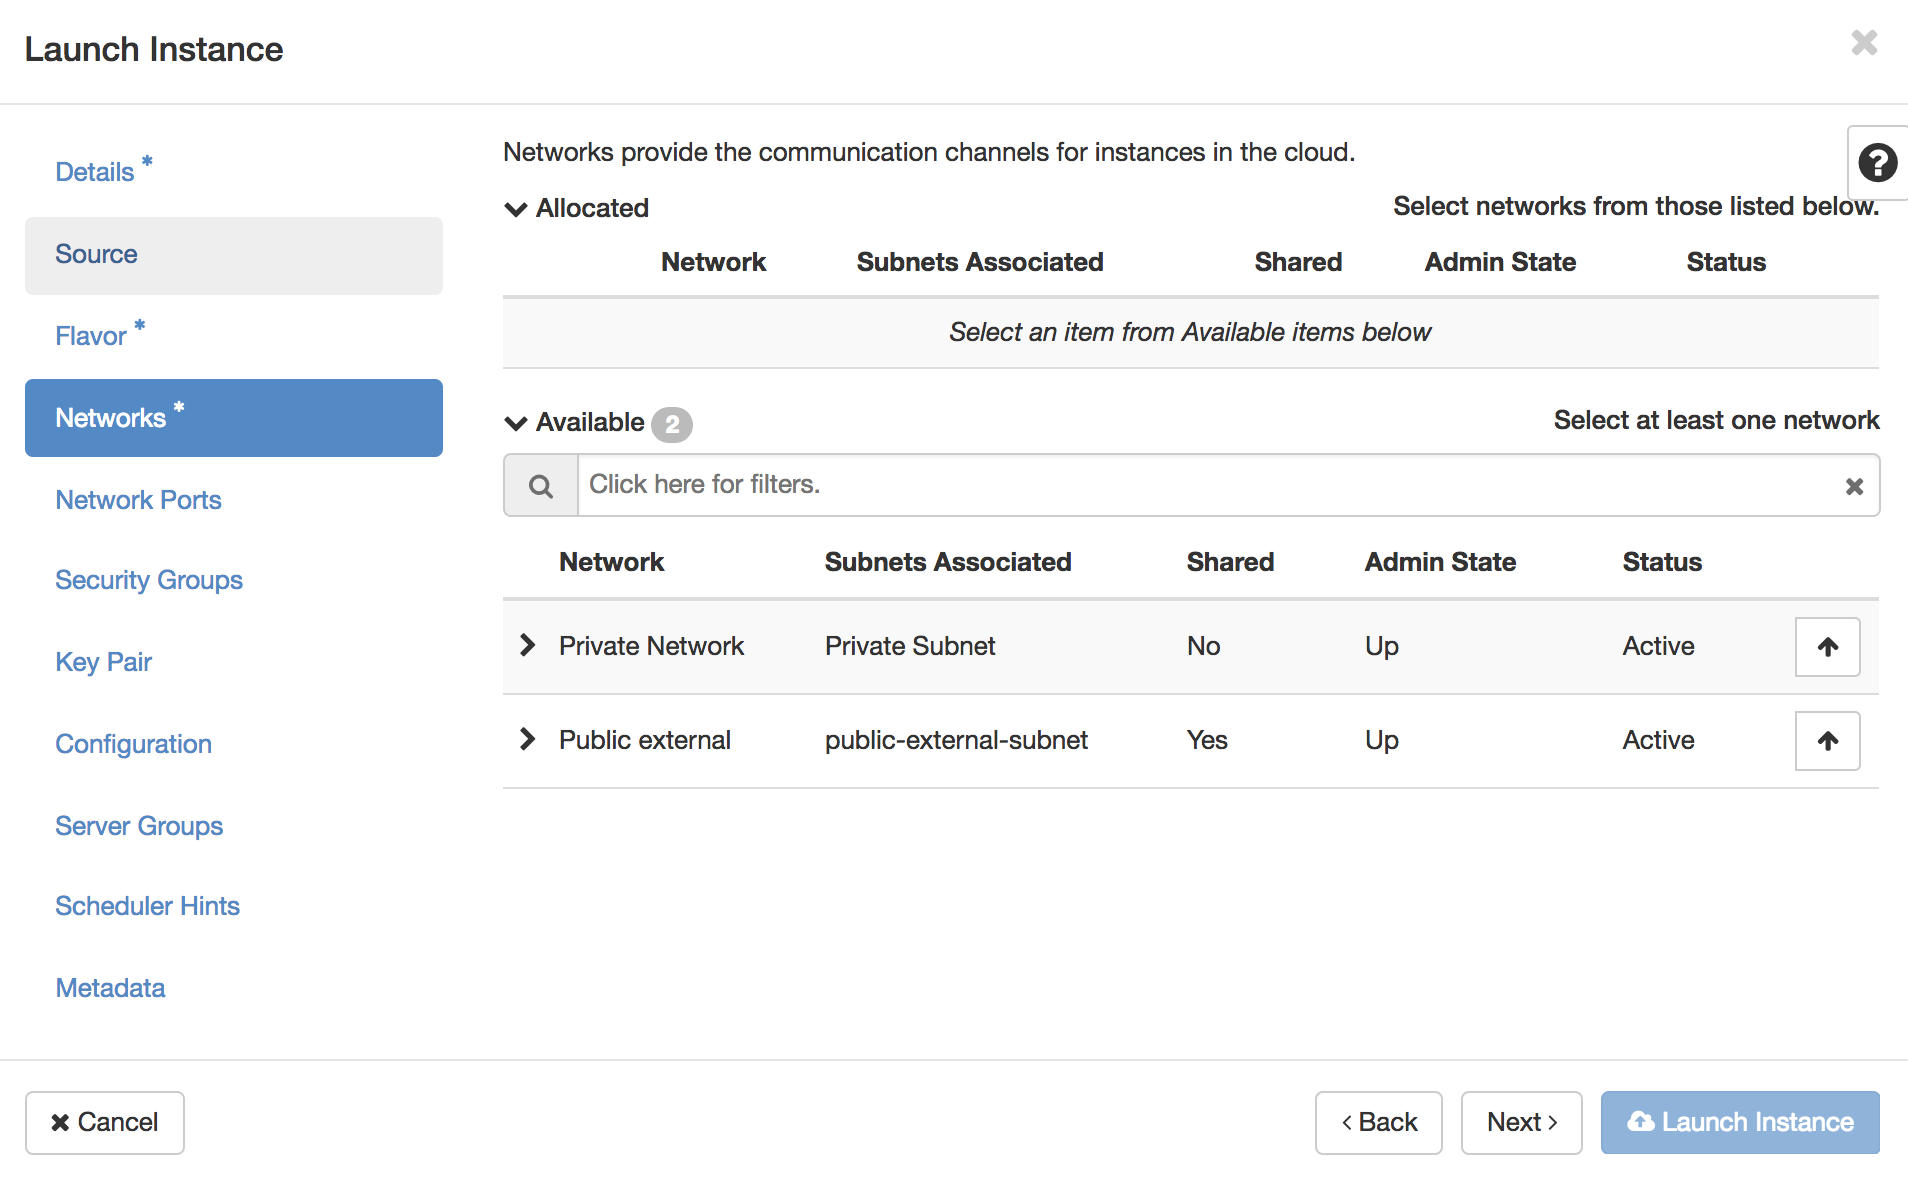 Launch Instance
Details *
Source
Flavor *
Networks *
Network Ports
Security Groups
Key Pair
Configuration
Server Groups
Scheduler Hints
Metadata
Networks provide the communication channels for instances in the cloud.
Allocated
Select networks from those listed below.
Network Subnets Associated Shared Admin State Status
Select an item from Available items below
Available 2
Select at least one network
Click here for filters.
Network Subnets Associated Shared Admin State Status
Private Network Private Subnet No Up Active
Public external public-external-subnet Yes Up Active
Cancel
Back
Next
Launch Instance